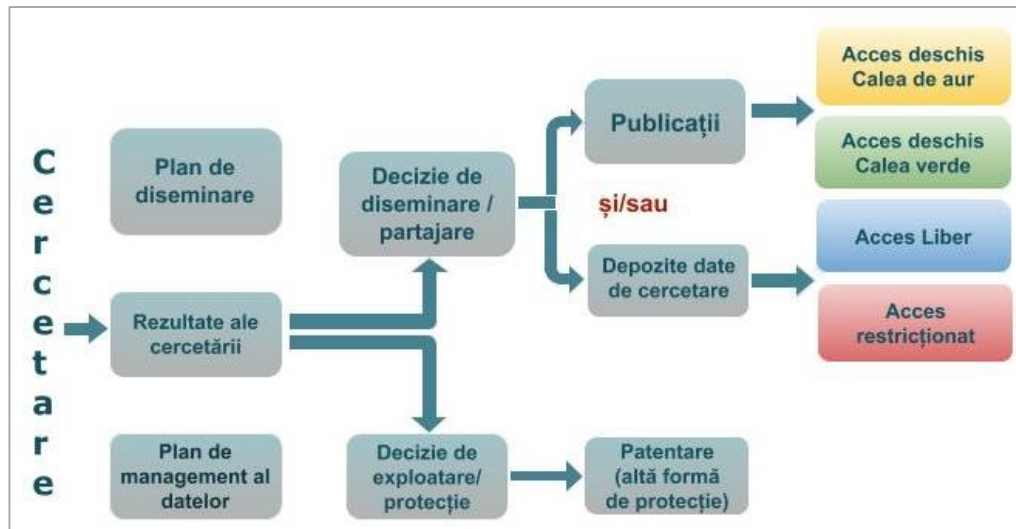 Cercetare
Plan de
diseminare
Rezultate ale
cercetării
Plan de
management al
datelor
Decizie de
diseminare /
partajare
Decizie de
exploatare/
protecție
Publicații
și/sau
Depozite date
de cercetare
Patentare
(altă formă
de protecție)
Acces deschis
Calea de aur
Acces deschis
Calea verde
Acces Liber
Acces
restricționat